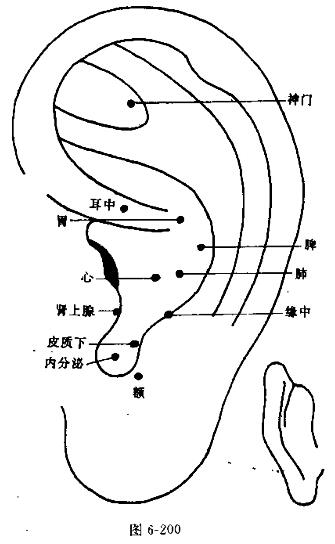 神门
耳中
胃
脾
心
肺
肾上腺
缘中
皮质下
内分泌
额
图 6-200